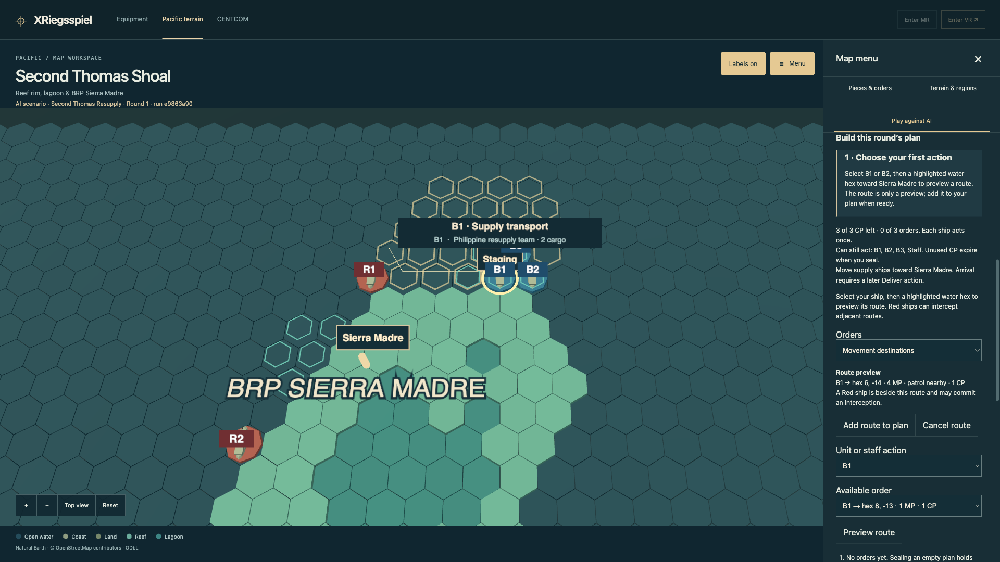 XRiegsspiel
Equipment
Pacific terrain
CENTCOM
Enter MR
Enter VR ↗
PACIFIC / MAP WORKSPACE
Second Thomas Shoal
Reef rim, lagoon & BRP Sierra Madre
AI scenario · Second Thomas Resupply · Round 1 · run e9863a90
Labels on
≡ Menu
B1 · Supply transport
B1 · Philippine resupply team · 2 cargo
Staging
R1
B1
B2
Sierra Madre
BRP SIERRA MADRE
R2
+
−
Top view
Reset
Open water
Coast
Land
Reef
Lagoon
Natural Earth · © OpenStreetMap contributors · ODbL
Map menu
Pieces & orders
Terrain & regions
Play against AI
Build this round’s plan
1 · Choose your first action
Select B1 or B2, then a highlighted water
hex toward Sierra Madre to preview a route.
The route is only a preview; add it to your
plan when ready.
3 of 3 CP left · 0 of 3 orders. Each ship acts
once.
Can still act: B1, B2, B3, Staff. Unused CP expire
when you seal.
Move supply ships toward Sierra Madre. Arrival
requires a later Deliver action.
Select your ship, then a highlighted water hex to
preview its route. Red ships can intercept
adjacent routes.
Orders
Movement destinations
Route preview
B1 → hex 6, -14 · 4 MP · patrol nearby · 1 CP
A Red ship is beside this route and may commit
an interception.
Add route to plan
Cancel route
Unit or staff action
B1
Available order
B1 → hex 8, -13 · 1 MP · 1 CP
Preview route
1. No orders yet. Sealing an empty plan holds